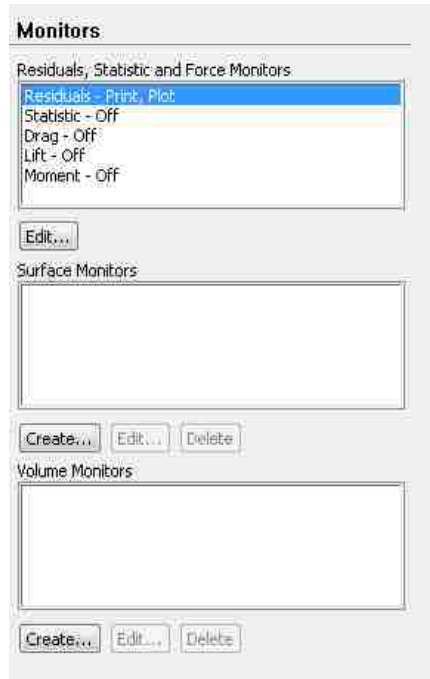 Monitors
Residuals, Statistic and Force Monitors
Residuals - Print, Plot
Statistic - Off
Drag - Off
Lift - Off
Moment - Off
Edit...
Surface Monitors
Create... Edit... Delete
Volume Monitors
Create... Edit... Delete